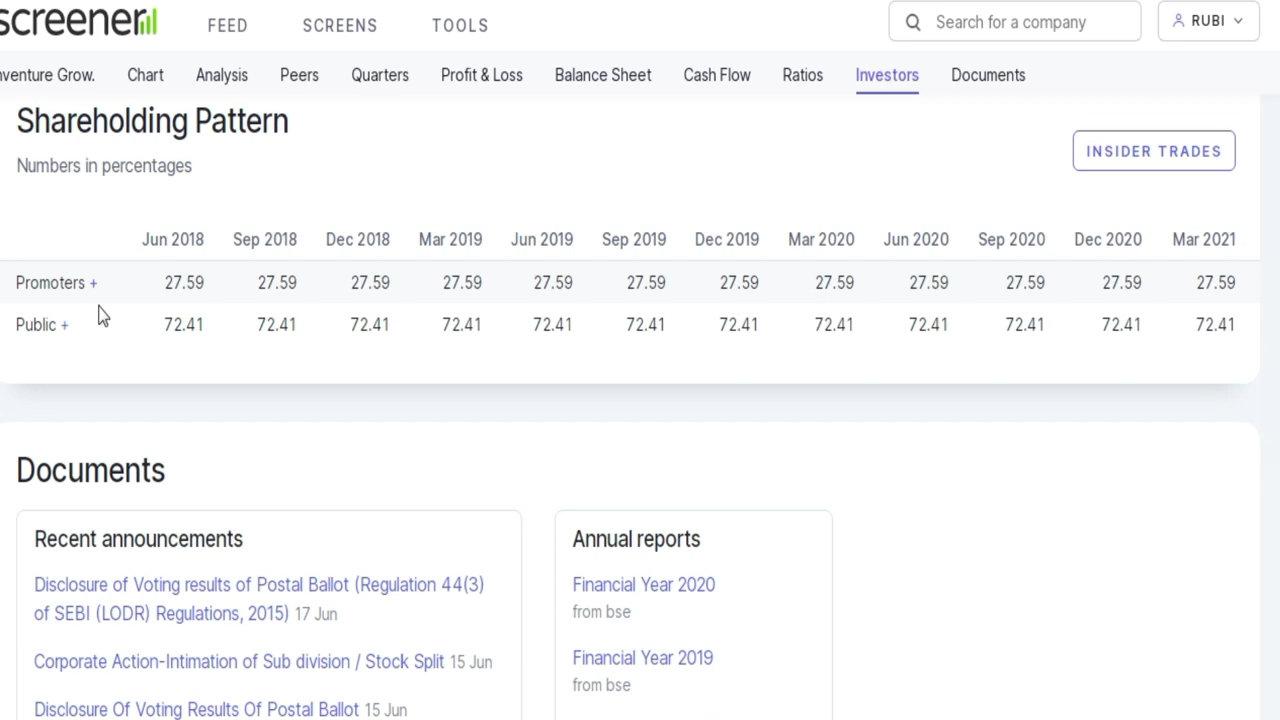 screener
FEED SCREENS TOOLS
Search for a company
RUBI
nventure Grow. Chart Analysis Peers Quarters Profit & Loss Balance Sheet Cash Flow Ratios Investors Documents
Shareholding Pattern
Numbers in percentages
INSIDER TRADES
Jun 2018 Sep 2018 Dec 2018 Mar 2019 Jun 2019 Sep 2019 Dec 2019 Mar 2020 Jun 2020 Sep 2020 Dec 2020 Mar 2021
Promoters + 27.59 27.59 27.59 27.59 27.59 27.59 27.59 27.59 27.59 27.59 27.59 27.59
Public + 72.41 72.41 72.41 72.41 72.41 72.41 72.41 72.41 72.41 72.41 72.41 72.41
Documents
Recent announcements
Disclosure of Voting results of Postal Ballot (Regulation 44(3)
of SEBI (LODR) Regulations, 2015) 17 Jun
Corporate Action-Intimation of Sub division / Stock Split 15 Jun
Disclosure Of Voting Results Of Postal Ballot 15 Jun
Annual reports
Financial Year 2020
from bse
Financial Year 2019
from bse